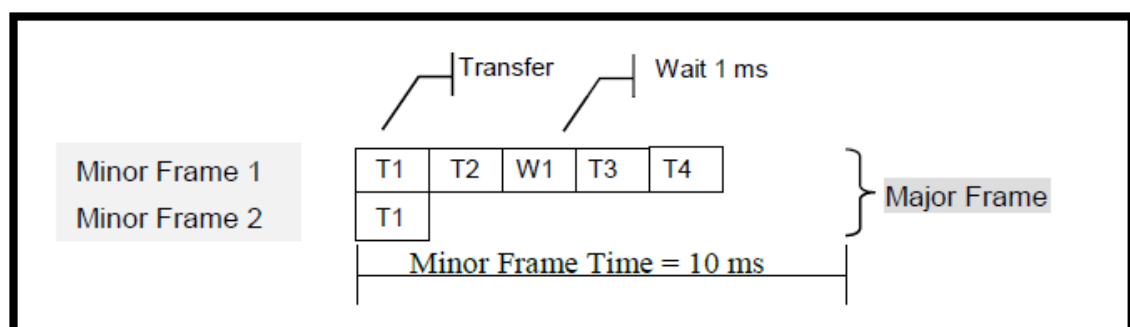 Transfer
Wait 1 ms
Minor Frame 1
T1 T2 W1 T3 T4
Minor Frame 2
T1
Major Frame
Minor Frame Time = 10 ms